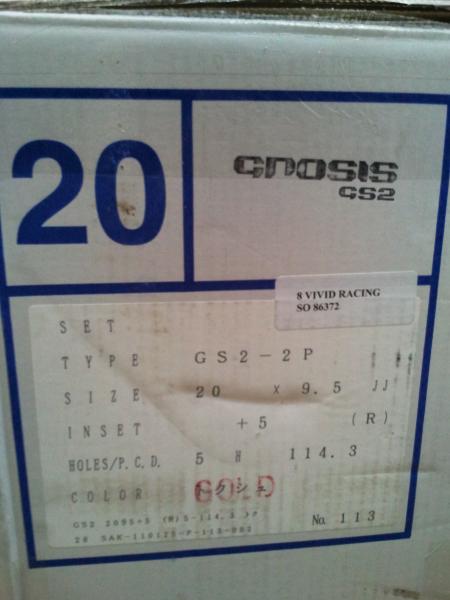 20
GNOSIS
GS2
8 VIVID RACING
SO 86372
SET
TYPE GS2-2P
SIZE 20 x 9.5 JJ
INSET +5 (R)
HOLES/P.C.D. 5 H 114.3
COLOR GOLD
No. 113